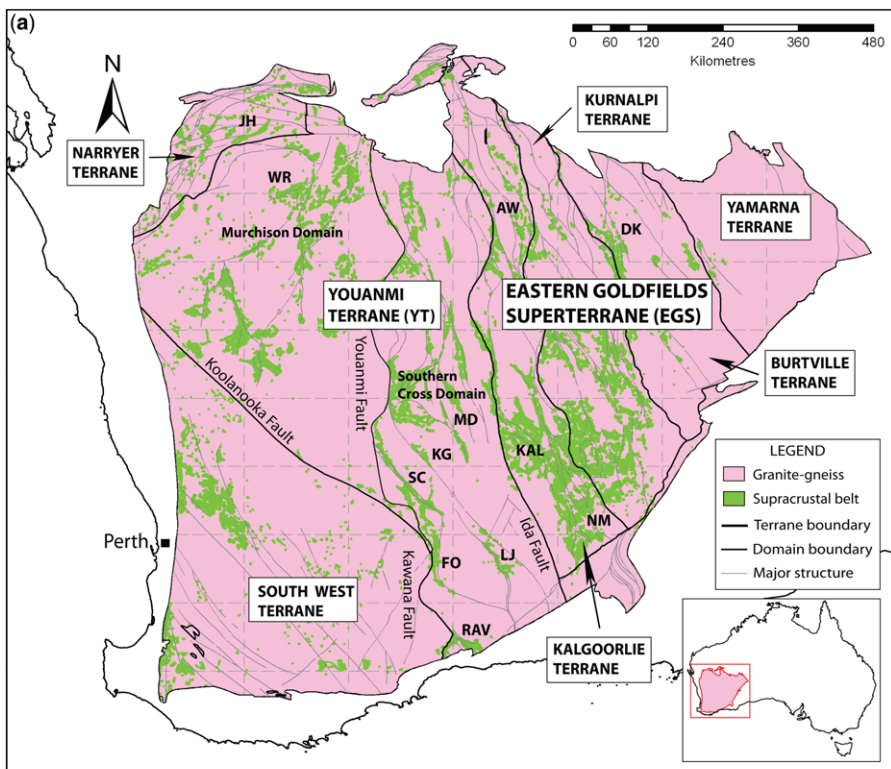 (a)
0 30 60 120 240 360 480
Kilometres
N
KURNALPI
TERRANE
JH
I
NARRYER
TERRANE
WR
AW
DK
YAMARNA
TERRANE
Murchison Domain
YOUANMI
TERRANE (YT)
EASTERN GOLDFIELDS
SUPERTERRANE (EGS)
Koolanooka Fault
Youanmi Fault
BURTVILLE
TERRANE
Southern
Cross Domain
MD
KG
KAL
SC
LEGEND
Granite-gneiss
Supracrustal belt
Terrane boundary
Domain boundary
Major structure
NM
Ida Fault
Perth
FO
LJ
Kawana Fault
SOUTH WEST
TERRANE
RAV
KALGOORLIE
TERRANE